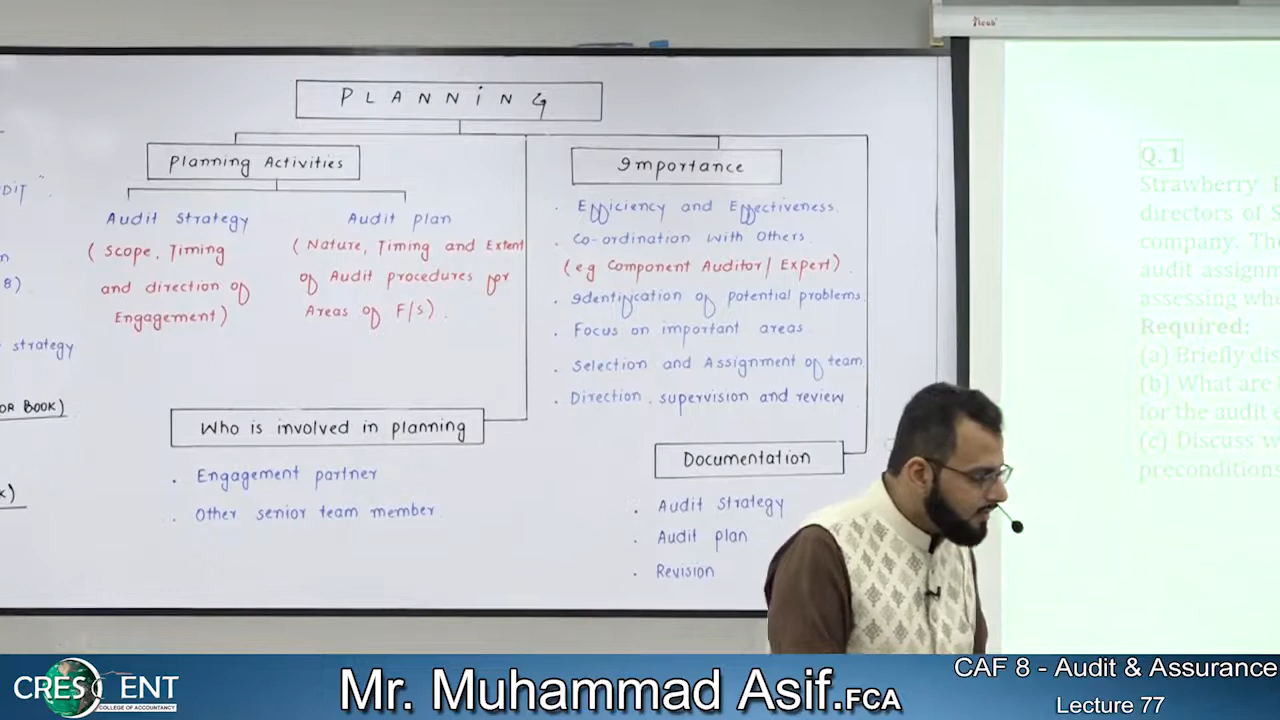 PLANNiNG
Planning Activities
Audit Strategy
(Scope, Timing
and direction of
Engagement)
Audit plan
(Nature, Timing and Extent
of Audit procedures for
Areas of F/s).
Who is involved in planning
. Engagement partner
. Other senior team member
Importance
. Efficiency and Effectiveness.
. Co-ordination with Others.
(eg Component Auditor/ Expert).
. Identification of potential problems.
. Focus on important areas.
. Selection and Assignment of team
. Direction, supervision and review
Documentation
. Audit Strategy
. Audit plan
. Revision
8)
strategy
OR BOOK)
Q. 1
Strawberry
directors of
company. The
audit assignm
assessing whe
Required:
(a) Briefly dis
(b) What are
for the audit
(c) Discuss w
preconditions
CRESCENT
COLLEGE OF ACCOUNTANCY
Mr. Muhammad Asif.FCA
CAF 8 - Audit & Assurance
Lecture 77